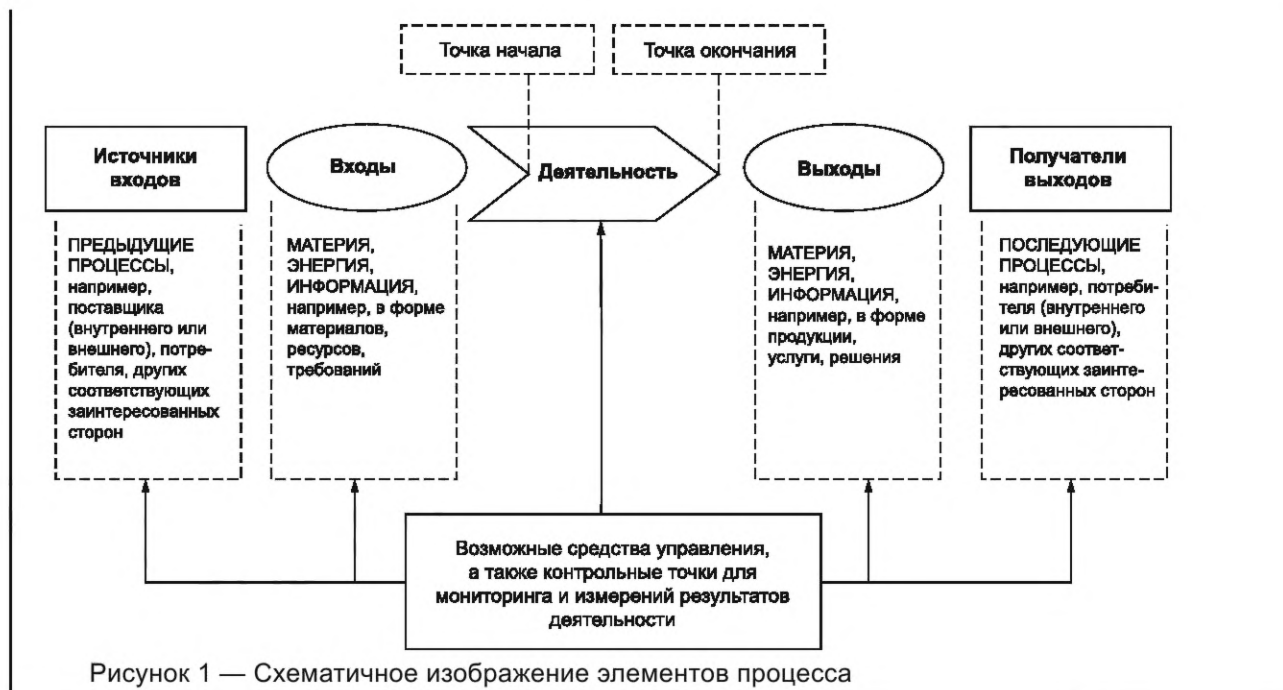 Точка начала
Точка окончания
Источники
входов
Входы
Деятельность
Выходы
Получатели
выходов
ПРЕДЫДУЩИЕ
ПРОЦЕССЫ,
например,
поставщика
(внутреннего или
внешнего), потре-
бителя, других
соответствующих
заинтересованных
сторон
МАТЕРИЯ,
ЭНЕРГИЯ,
ИНФОРМАЦИЯ,
например, в форме
материалов,
ресурсов,
требований
МАТЕРИЯ,
ЭНЕРГИЯ,
ИНФОРМАЦИЯ,
например, в форме
продукции,
услуги, решения
ПОСЛЕДУЮЩИЕ
ПРОЦЕССЫ,
например, потреби-
теля (внутреннего
или внешнего),
других соответ-
ствующих заинте-
ресованных сторон
Возможные средства управления,
а также контрольные точки для
мониторинга и измерений результатов
деятельности
Рисунок 1 — Схематичное изображение элементов процесса